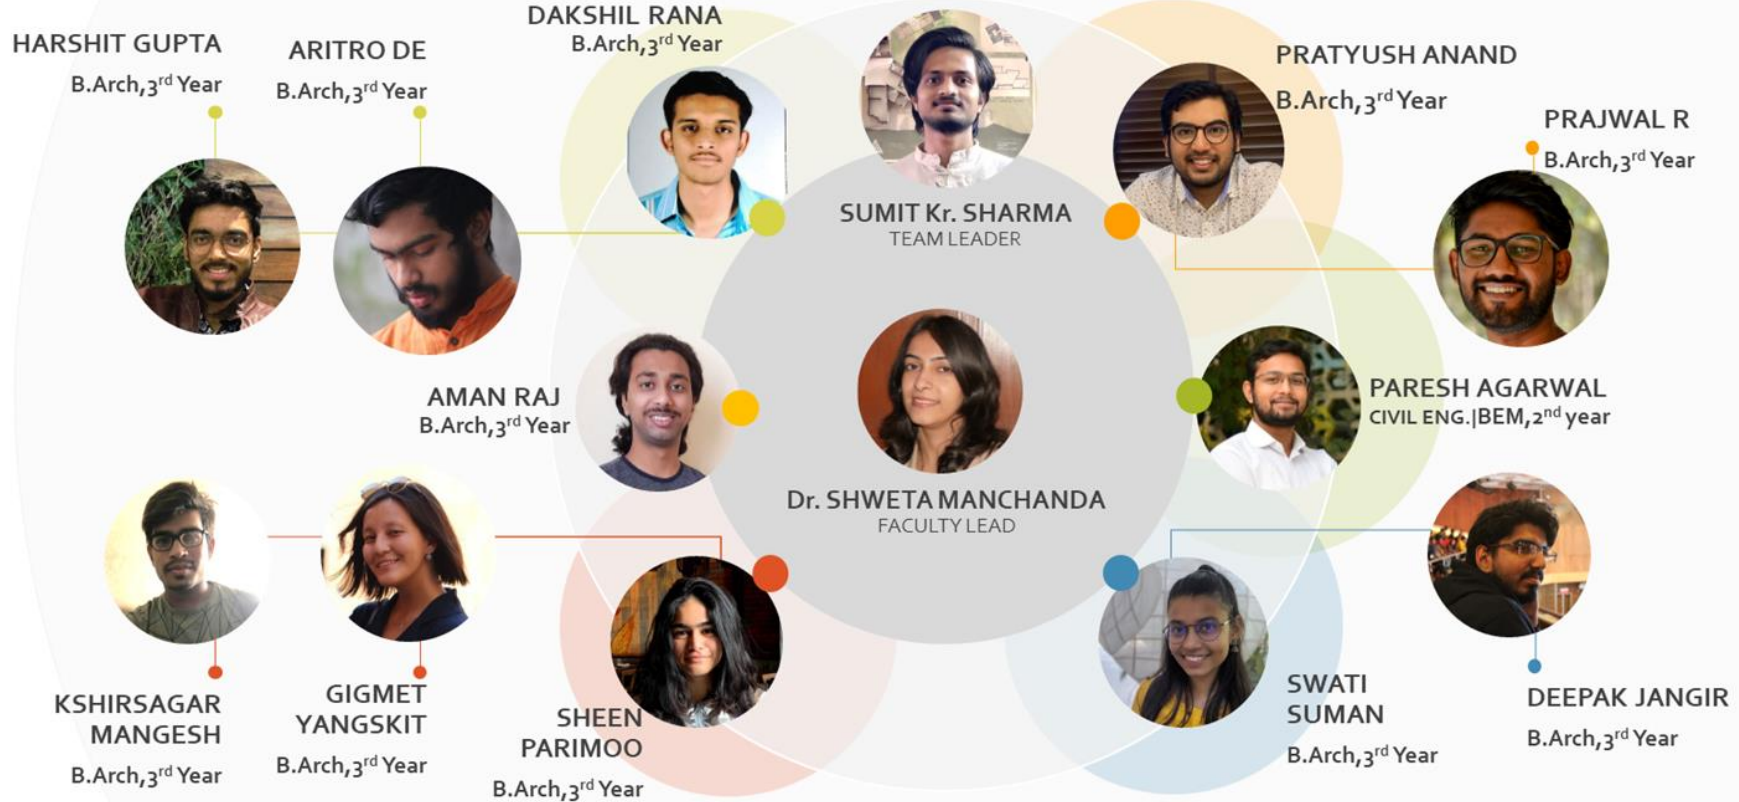 HARSHIT GUPTA
B.Arch,3rd Year
ARITRO DE
B.Arch,3rd Year
DAKSHIL RANA
B.Arch,3rd Year
SUMIT Kr. SHARMA
TEAM LEADER
PRATYUSH ANAND
B.Arch,3rd Year
PRAJWAL R
B.Arch,3rd Year
AMAN RAJ
B.Arch,3rd Year
Dr. SHWETA MANCHANDA
FACULTY LEAD
PARESH AGARWAL
CIVIL ENG.|BEM,2nd year
KSHIRSAGAR
MANGESH
B.Arch,3rd Year
GIGMET
YANGSKIT
B.Arch,3rd Year
SHEEN
PARIMOO
B.Arch,3rd Year
SWATI
SUMAN
B.Arch,3rd Year
DEEPAK JANGIR
B.Arch,3rd Year